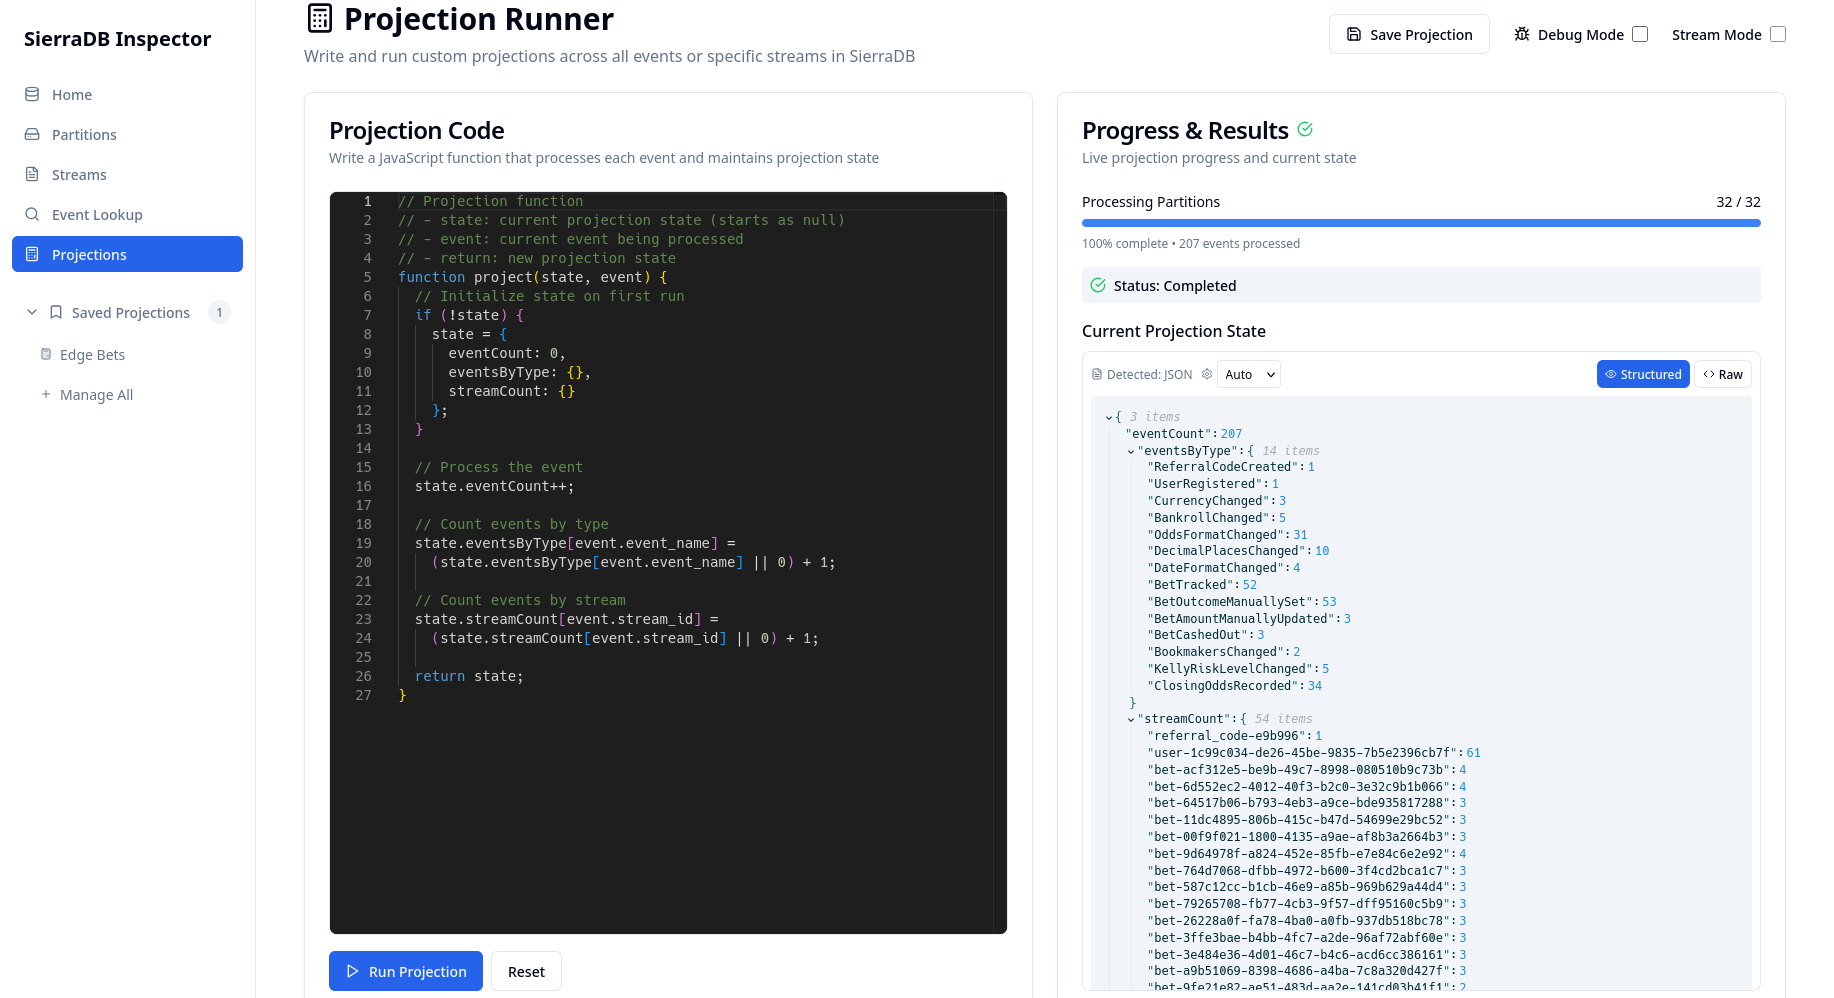 SierraDB Inspector
Home
Partitions
Streams
Event Lookup
Projections
Saved Projections 1
Edge Bets
Manage All
Projection Runner
Write and run custom projections across all events or specific streams in SierraDB
Save Projection
Debug Mode
Stream Mode
Projection Code
Write a JavaScript function that processes each event and maintains projection state
1 // Projection function
2 // - state: current projection state (starts as null)
3 // - event: current event being processed
4 // - return: new projection state
5 function project(state, event) {
6 // Initialize state on first run
7 if (!state) {
8 state = {
9 eventCount: 0,
10 eventsByType: {},
11 streamCount: {}
12 };
13 }
14
15 // Process the event
16 state.eventCount++;
17
18 // Count events by type
19 state.eventsByType[event.event_name] =
20 (state.eventsByType[event.event_name] || 0) + 1;
21
22 // Count events by stream
23 state.streamCount[event.stream_id] =
24 (state.streamCount[event.stream_id] || 0) + 1;
25
26 return state;
27 }
Run Projection
Reset
Progress & Results
Live projection progress and current state
Processing Partitions 32 / 32
100% complete • 207 events processed
Status: Completed
Current Projection State
Detected: JSON Auto
Structured
Raw
{ 3 items
"eventCount":207
"eventsByType":{ 14 items
"ReferralCodeCreated":1
"UserRegistered":1
"CurrencyChanged":3
"BankrollChanged":5
"OddsFormatChanged":31
"DecimalPlacesChanged":10
"DateFormatChanged":4
"BetTracked":52
"BetOutcomeManuallySet":53
"BetAmountManuallyUpdated":3
"BetCashedOut":3
"BookmakersChanged":2
"KellyRiskLevelChanged":5
"ClosingOddsRecorded":34
}
"streamCount":{ 54 items
"referral_code-e9b996":1
"user-1c99c034-de26-45be-9835-7b5e2396cb7f":61
"bet-acf312e5-be9b-49c7-8998-080510b9c73b":4
"bet-6d552ec2-4012-40f3-b2c0-3e32c9b1b066":4
"bet-64517b06-b793-4eb3-a9ce-bde935817288":3
"bet-11dc4895-806b-415c-b47d-54699e29bc52":3
"bet-00f9f021-1800-4135-a9ae-af8b3a2664b3":3
"bet-9d64978f-a824-452e-85fb-e7e84c6e2e92":4
"bet-764d7068-dfbb-4972-b600-3f4cd2bca1c7":3
"bet-587c12cc-b1cb-46e9-a85b-969b629a44d4":3
"bet-79265708-fb77-4cb3-9f57-dff95160c5b9":3
"bet-26228a0f-fa78-4ba0-a0fb-937db518bc78":3
"bet-3ffe3bae-b4bb-4fc7-a2de-96af72abf60e":3
"bet-3e484e36-4d01-46c7-b4c6-acd6cc386161":3
"bet-a9b51069-8398-4686-a4ba-7c8a320d427f":3
"bet-9fe21e82-ae51-483d-aa2e-141cd03b41f1":2